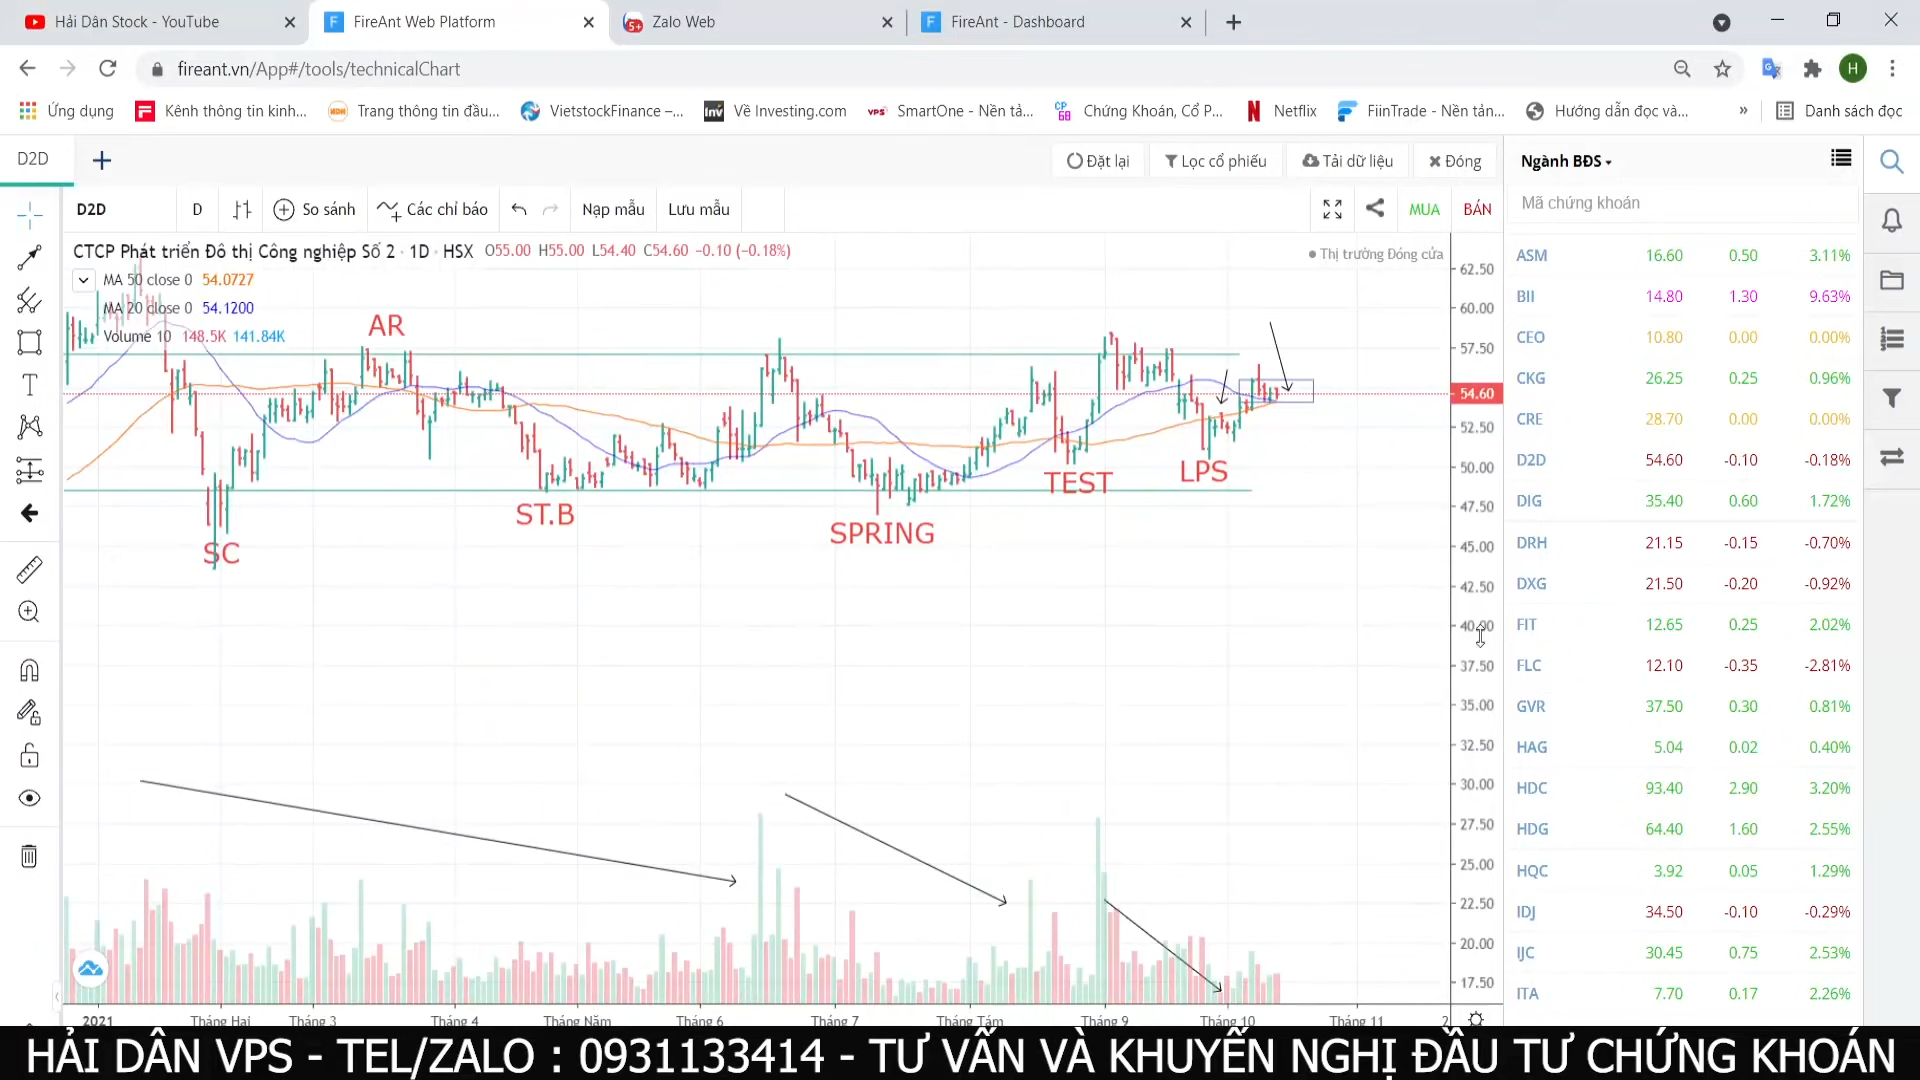 Hải Dân Stock - YouTube
FireAnt Web Platform
5+
Zalo Web
FireAnt - Dashboard
fireant.vn/App#/tools/technicalChart
H
Ứng dụng
Kênh thông tin kinh...
Trang thông tin đầu...
VietstockFinance –...
Về Investing.com
SmartOne - Nền tả...
Chứng Khoán, Cổ P...
Netflix
FiinTrade - Nền tản...
Hướng dẫn đọc và...
»
Danh sách đọc
D2D
Đặt lại
Lọc cổ phiếu
Tải dữ liệu
Đóng
Ngành BĐS
D2D
D
So sánh
Các chỉ báo
Nạp mẫu
Lưu mẫu
MUA
BÁN
Mã chứng khoán
CTCP Phát triển Đô thị Công nghiệp Số 2 · 1D · HSX O55.00 H55.00 L54.40 C54.60 −0.10 (−0.18%)
Thị trường Đóng cửa
MA 50 close 0 54.0727
MA 20 close 0 54.1200
Volume 10 148.5K 141.84K
AR
SC
ST.B
SPRING
TEST
LPS
62.50
60.00
57.50
54.60
52.50
50.00
47.50
45.00
42.50
40.00
37.50
35.00
32.50
30.00
27.50
25.00
22.50
20.00
17.50
2021 Tháng Hai Tháng 3 Tháng 4 Tháng Năm Tháng 6 Tháng 7 Tháng Tám Tháng 9 Tháng 10 Tháng 11 2
ASM 16.60 0.50 3.11%
BII 14.80 1.30 9.63%
CEO 10.80 0.00 0.00%
CKG 26.25 0.25 0.96%
CRE 28.70 0.00 0.00%
D2D 54.60 -0.10 -0.18%
DIG 35.40 0.60 1.72%
DRH 21.15 -0.15 -0.70%
DXG 21.50 -0.20 -0.92%
FIT 12.65 0.25 2.02%
FLC 12.10 -0.35 -2.81%
GVR 37.50 0.30 0.81%
HAG 5.04 0.02 0.40%
HDC 93.40 2.90 3.20%
HDG 64.40 1.60 2.55%
HQC 3.92 0.05 1.29%
IDJ 34.50 -0.10 -0.29%
IJC 30.45 0.75 2.53%
ITA 7.70 0.17 2.26%
HẢI DÂN VPS - TEL/ZALO : 0931133414 - TƯ VẤN VÀ KHUYẾN NGHỊ ĐẦU TƯ CHỨNG KHOÁN